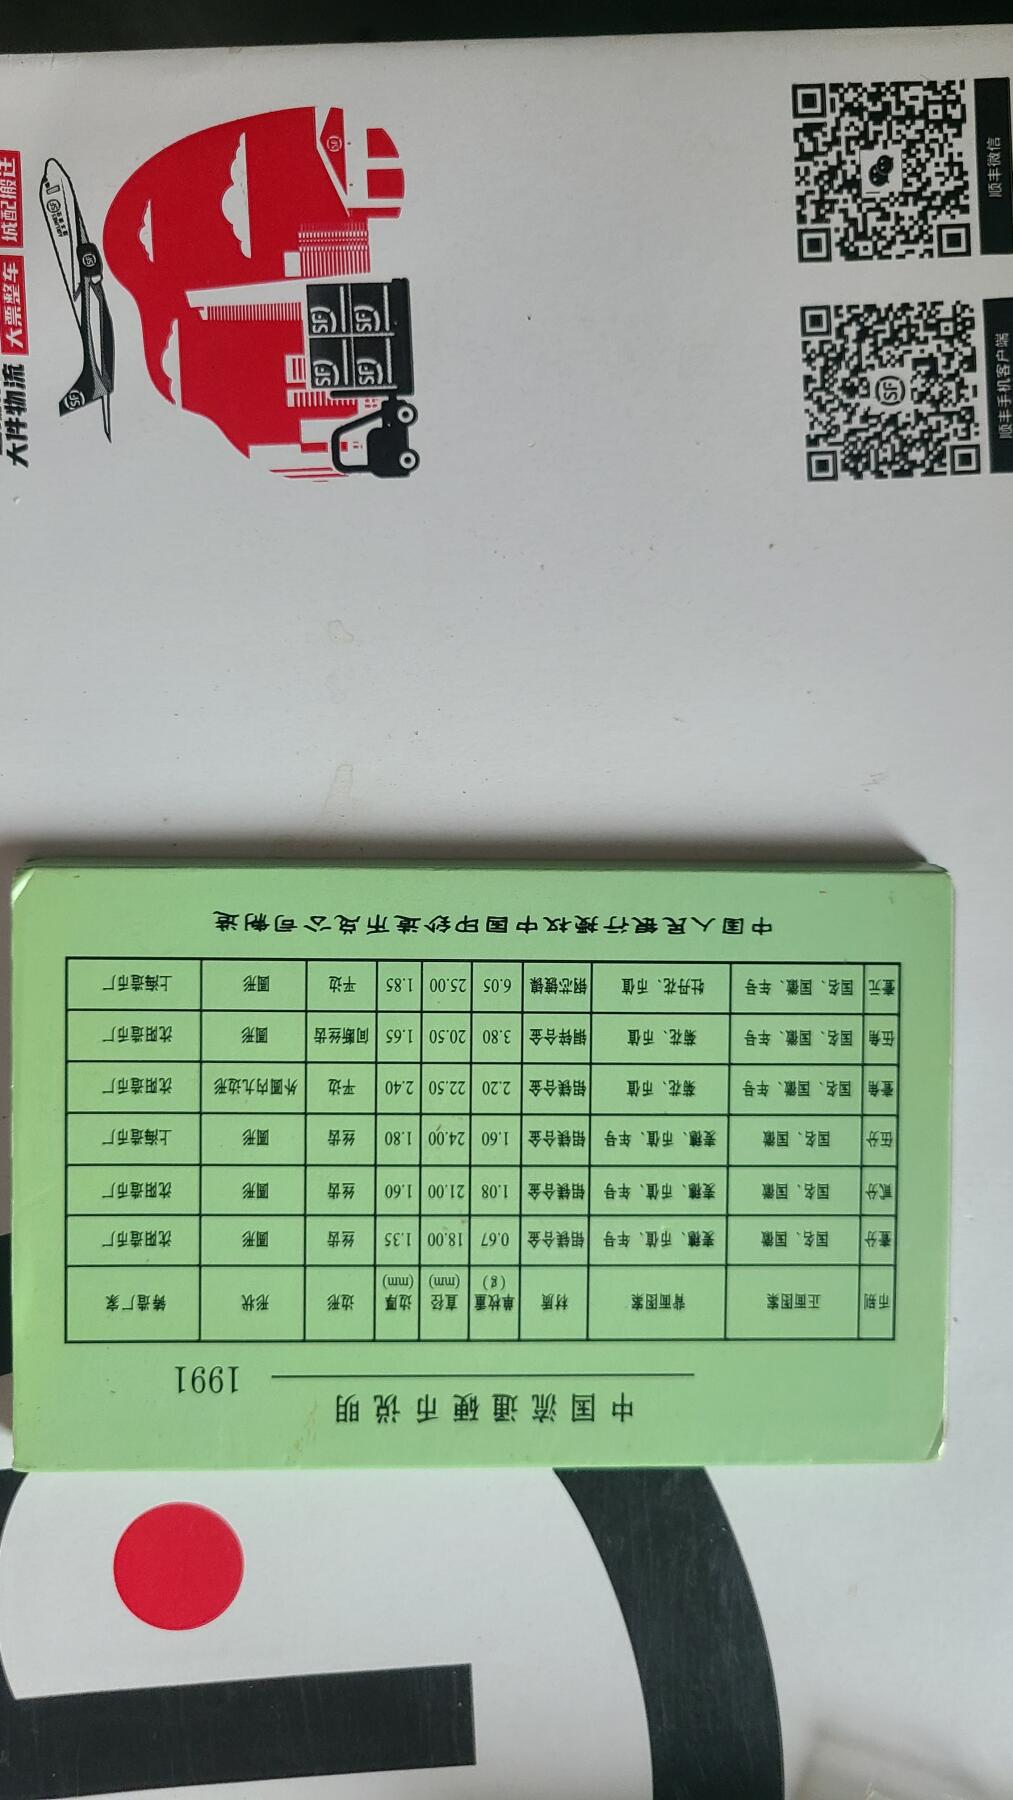 城配搬迁
大票整车
大件物流
SF
SF
SF
SF
SF
SF
SF
SF
顺丰微信
顺丰手机客户端
中国流通硬币说明
1991
币别 正面图案 背面图案 材质 单枚重(g) 直径(mm) 边厚(mm) 边形 形状 铸造厂家
壹分 国名、国徽 麦穗、币值、年号 铝镁合金 0.67 18.00 1.35 丝齿 圆形 沈阳造币厂
贰分 国名、国徽 麦穗、币值、年号 铝镁合金 1.08 21.00 1.60 丝齿 圆形 沈阳造币厂
伍分 国名、国徽 麦穗、币值、年号 铝镁合金 1.60 24.00 1.80 丝齿 圆形 上海造币厂
壹角 国名、国徽、年号 菊花、币值 铝镁合金 2.20 22.50 2.40 平边 外圆内九边形 沈阳造币厂
伍角 国名、国徽、年号 菊花、币值 铜锌合金 3.80 20.50 1.65 间断丝齿 圆形 沈阳造币厂
壹元 国名、国徽、年号 牡丹花、币值 钢芯镀镍 6.05 25.00 1.85 平边 圆形 上海造币厂
中国人民银行授权中国印钞造币总公司制造